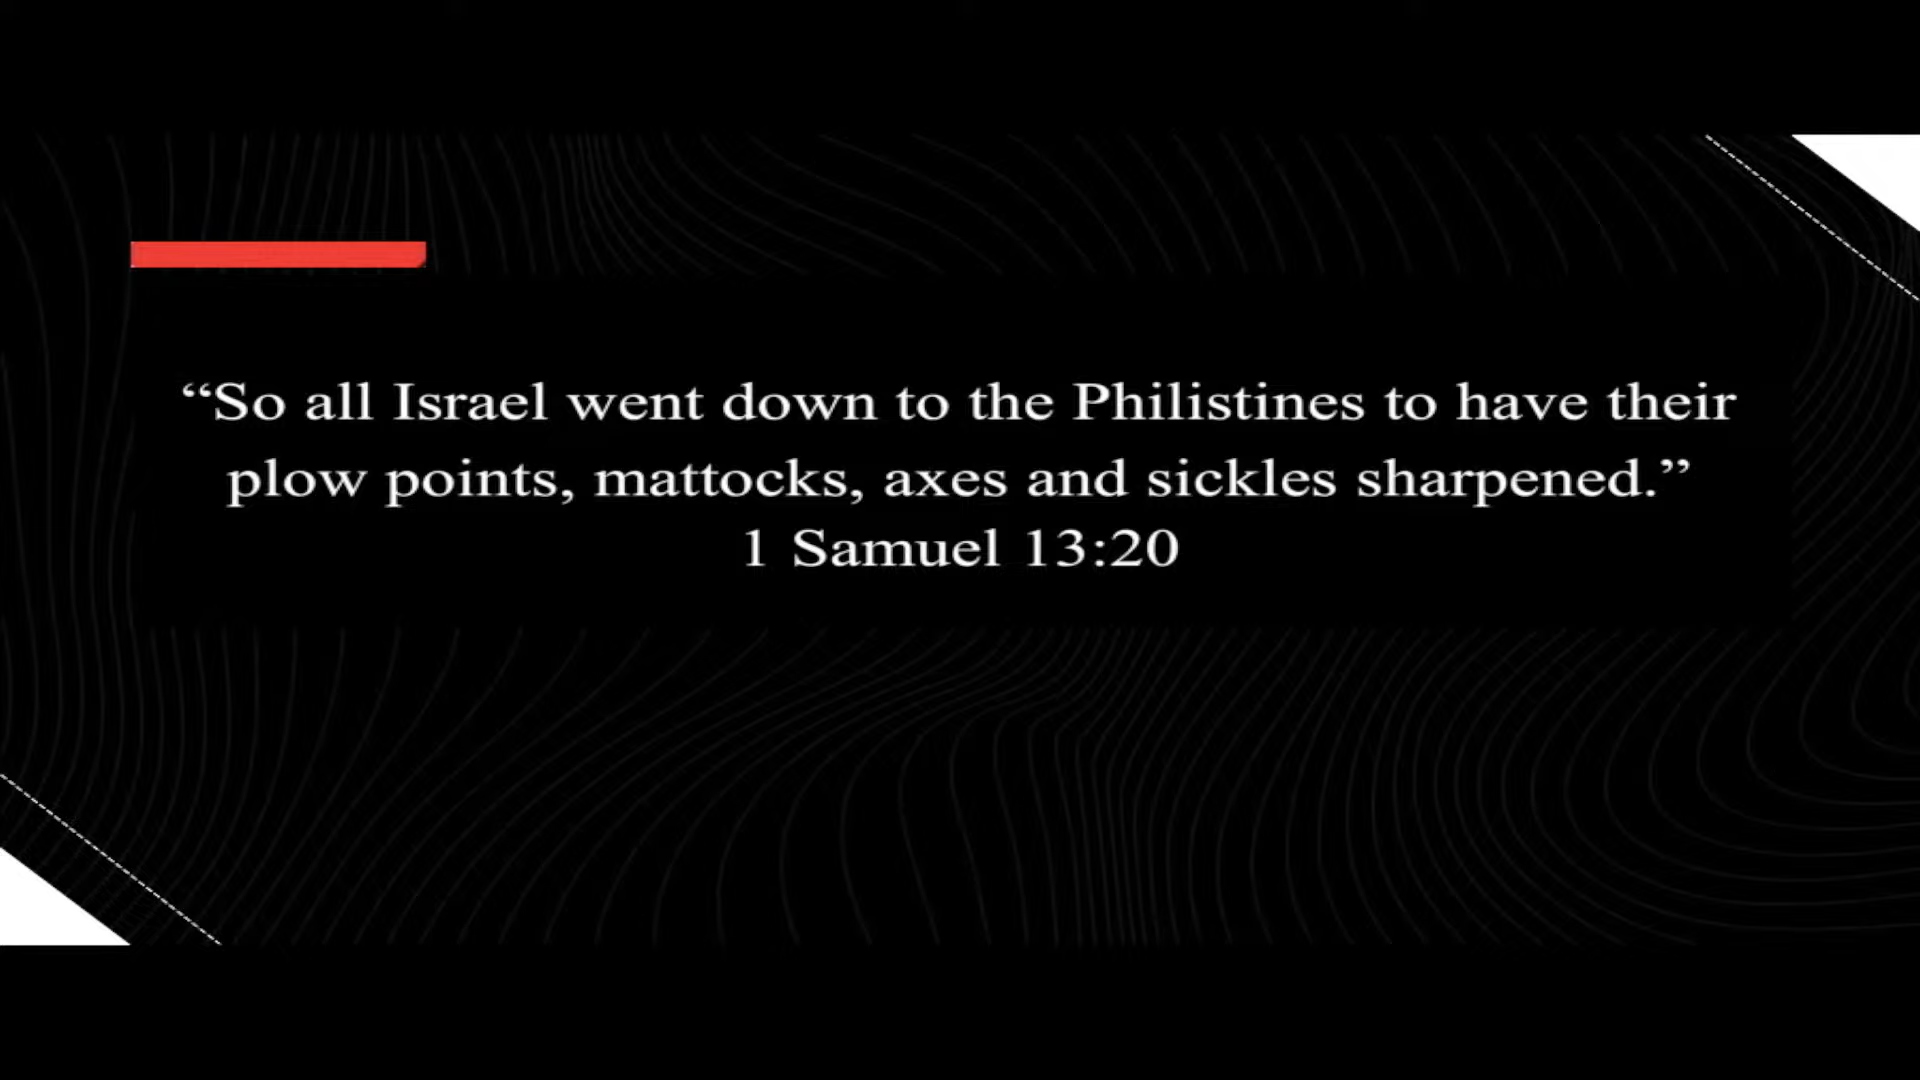 “So all Israel went down to the Philistines to have their
plow points, mattocks, axes and sickles sharpened.”
1 Samuel 13:20